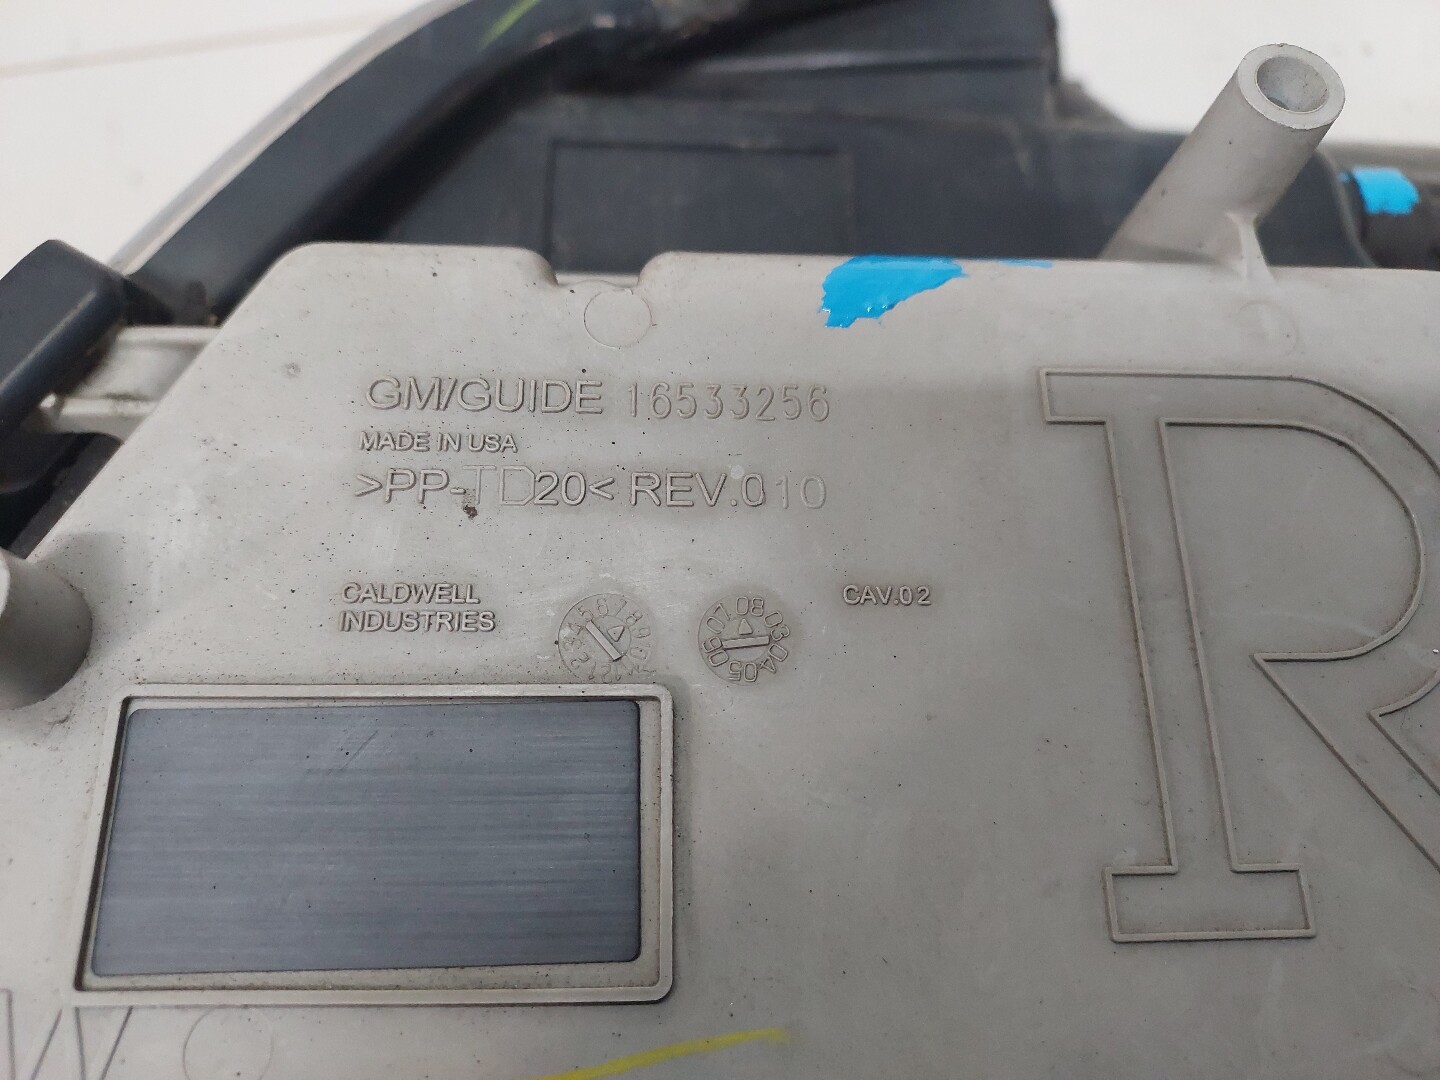 GM/GUIDE 16533256
MADE IN USA
>PP-TD20< REV.010
CALDWELL
INDUSTRIES
CAV.02
R
W